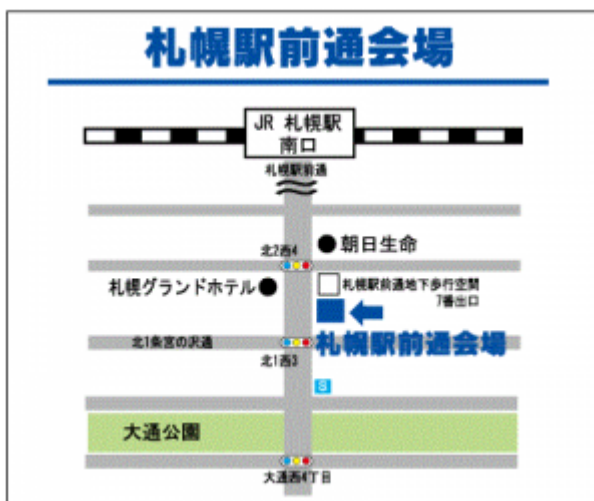 札幌駅前通会場
JR 札幌駅
南口
札幌駅前通
北2西4
朝日生命
札幌グランドホテル
札幌駅前通地下歩行空間
7番出口
北1条宮の沢通
札幌駅前通会場
北1西3
8
大通公園
大通西4丁目